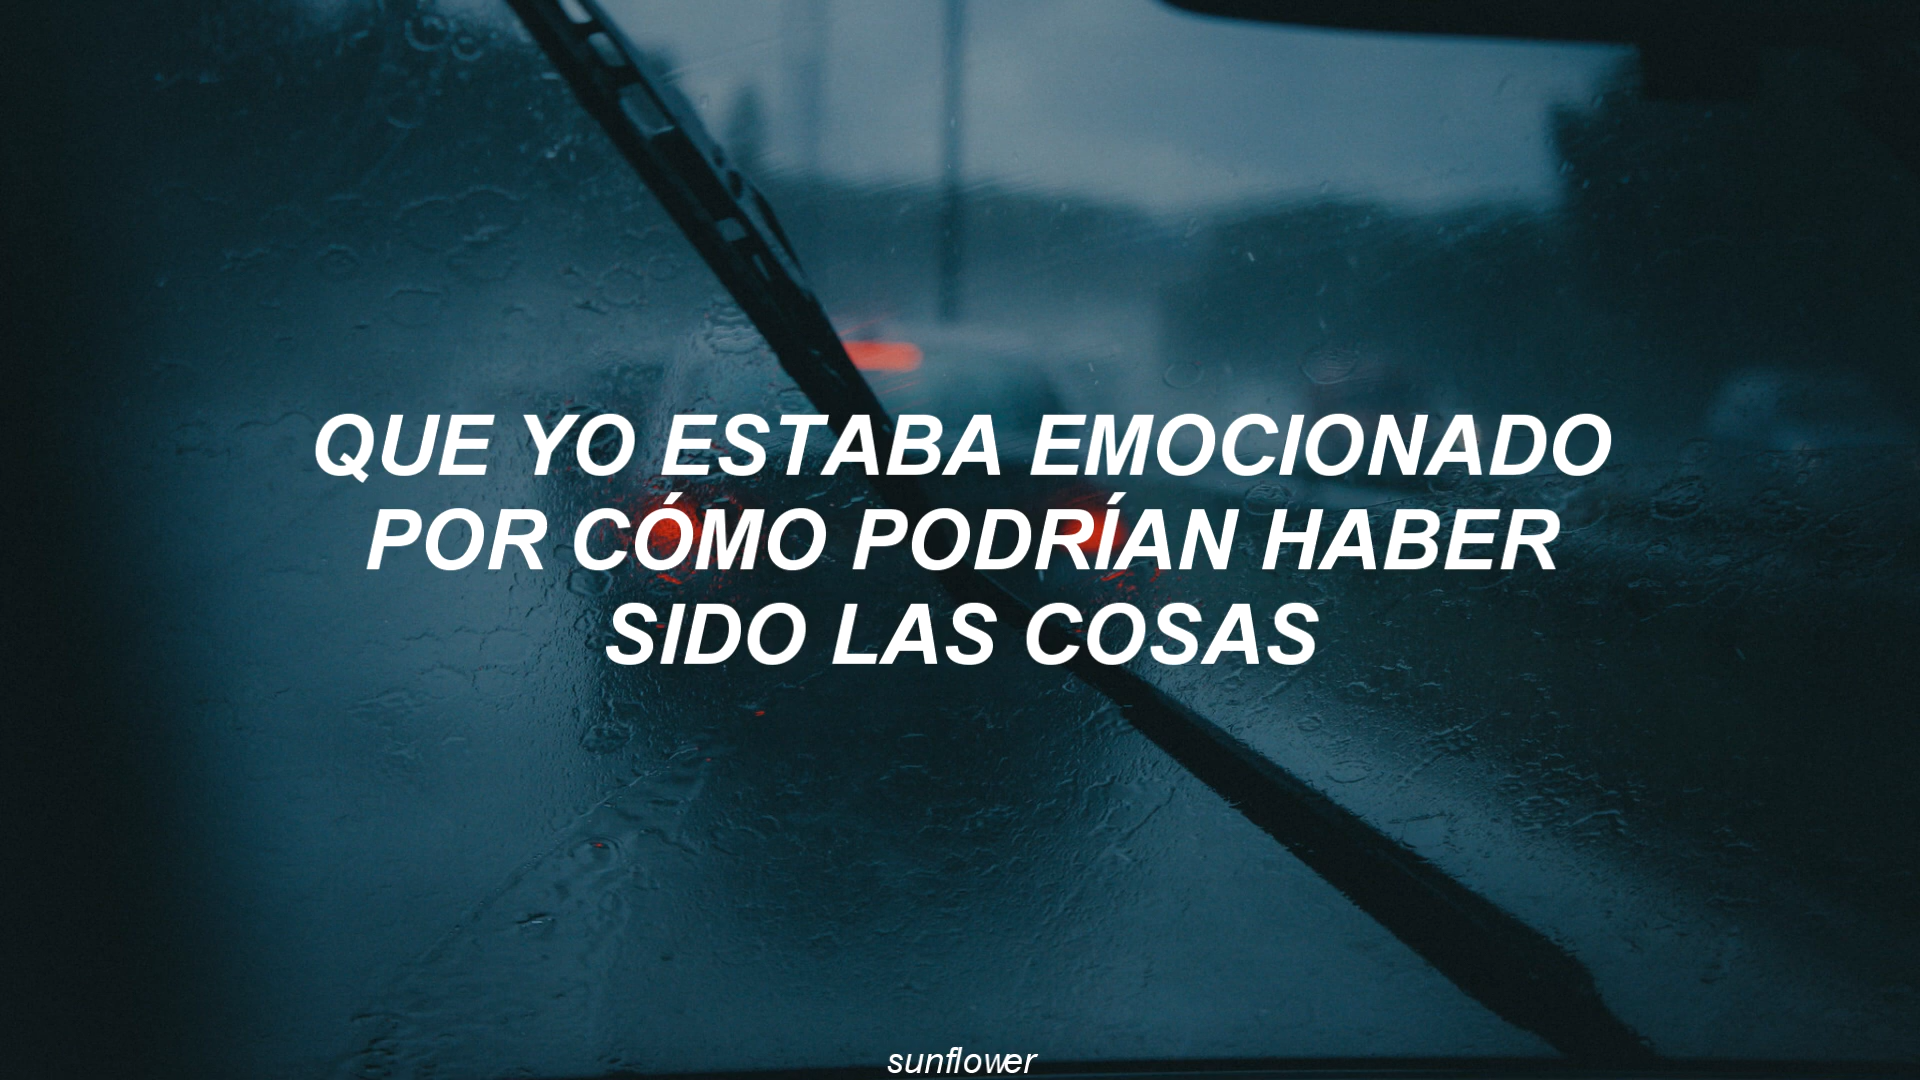 QUE YO ESTABA EMOCIONADO
POR CÓMO PODRÍAN HABER
SIDO LAS COSAS
sunflower